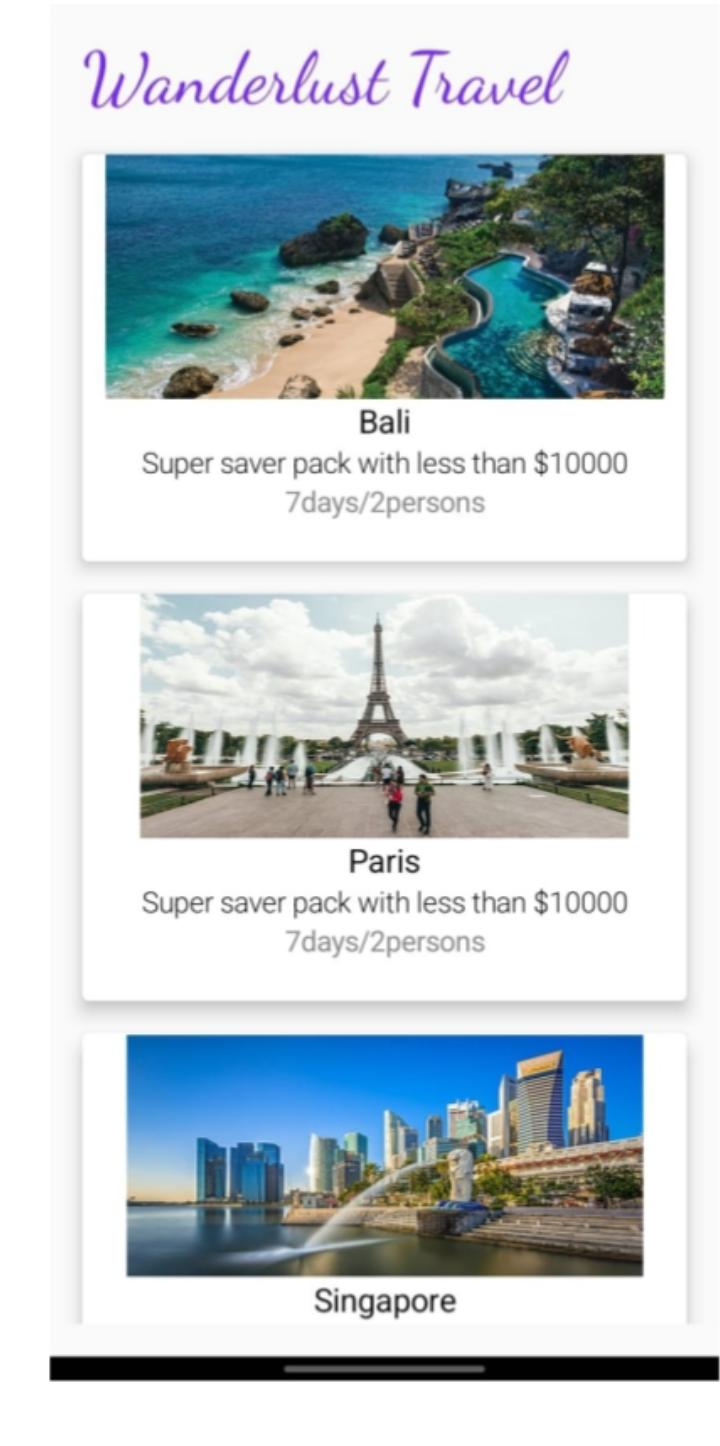 Wanderlust Travel
Bali
Super saver pack with less than $10000
7days/2persons
Paris
Super saver pack with less than $10000
7days/2persons
Singapore